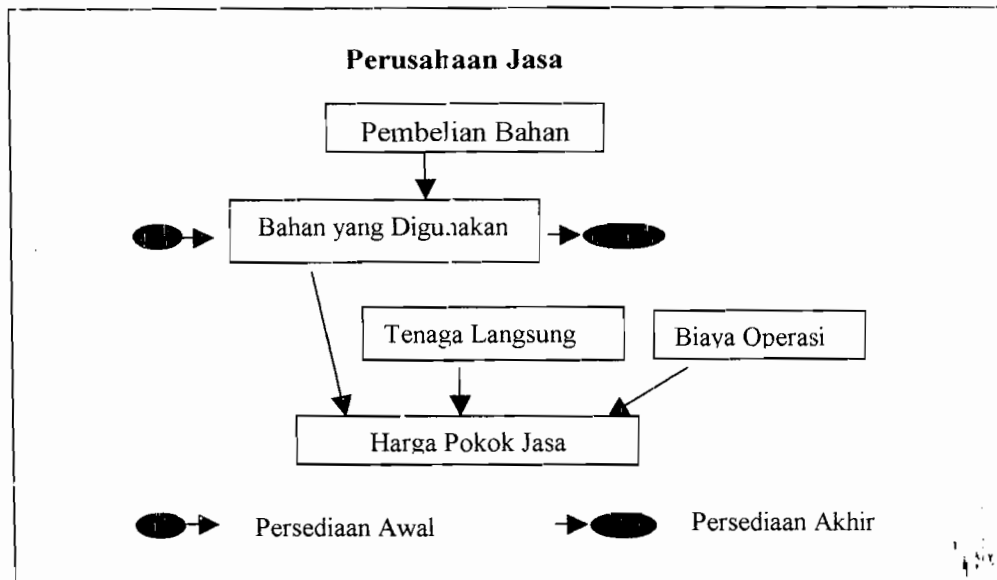 Perusahaan Jasa
Pembelian Bahan
Bahan yang Digunakan
Tenaga Langsung
Biaya Operasi
Harga Pokok Jasa
Persediaan Awal
Persediaan Akhir